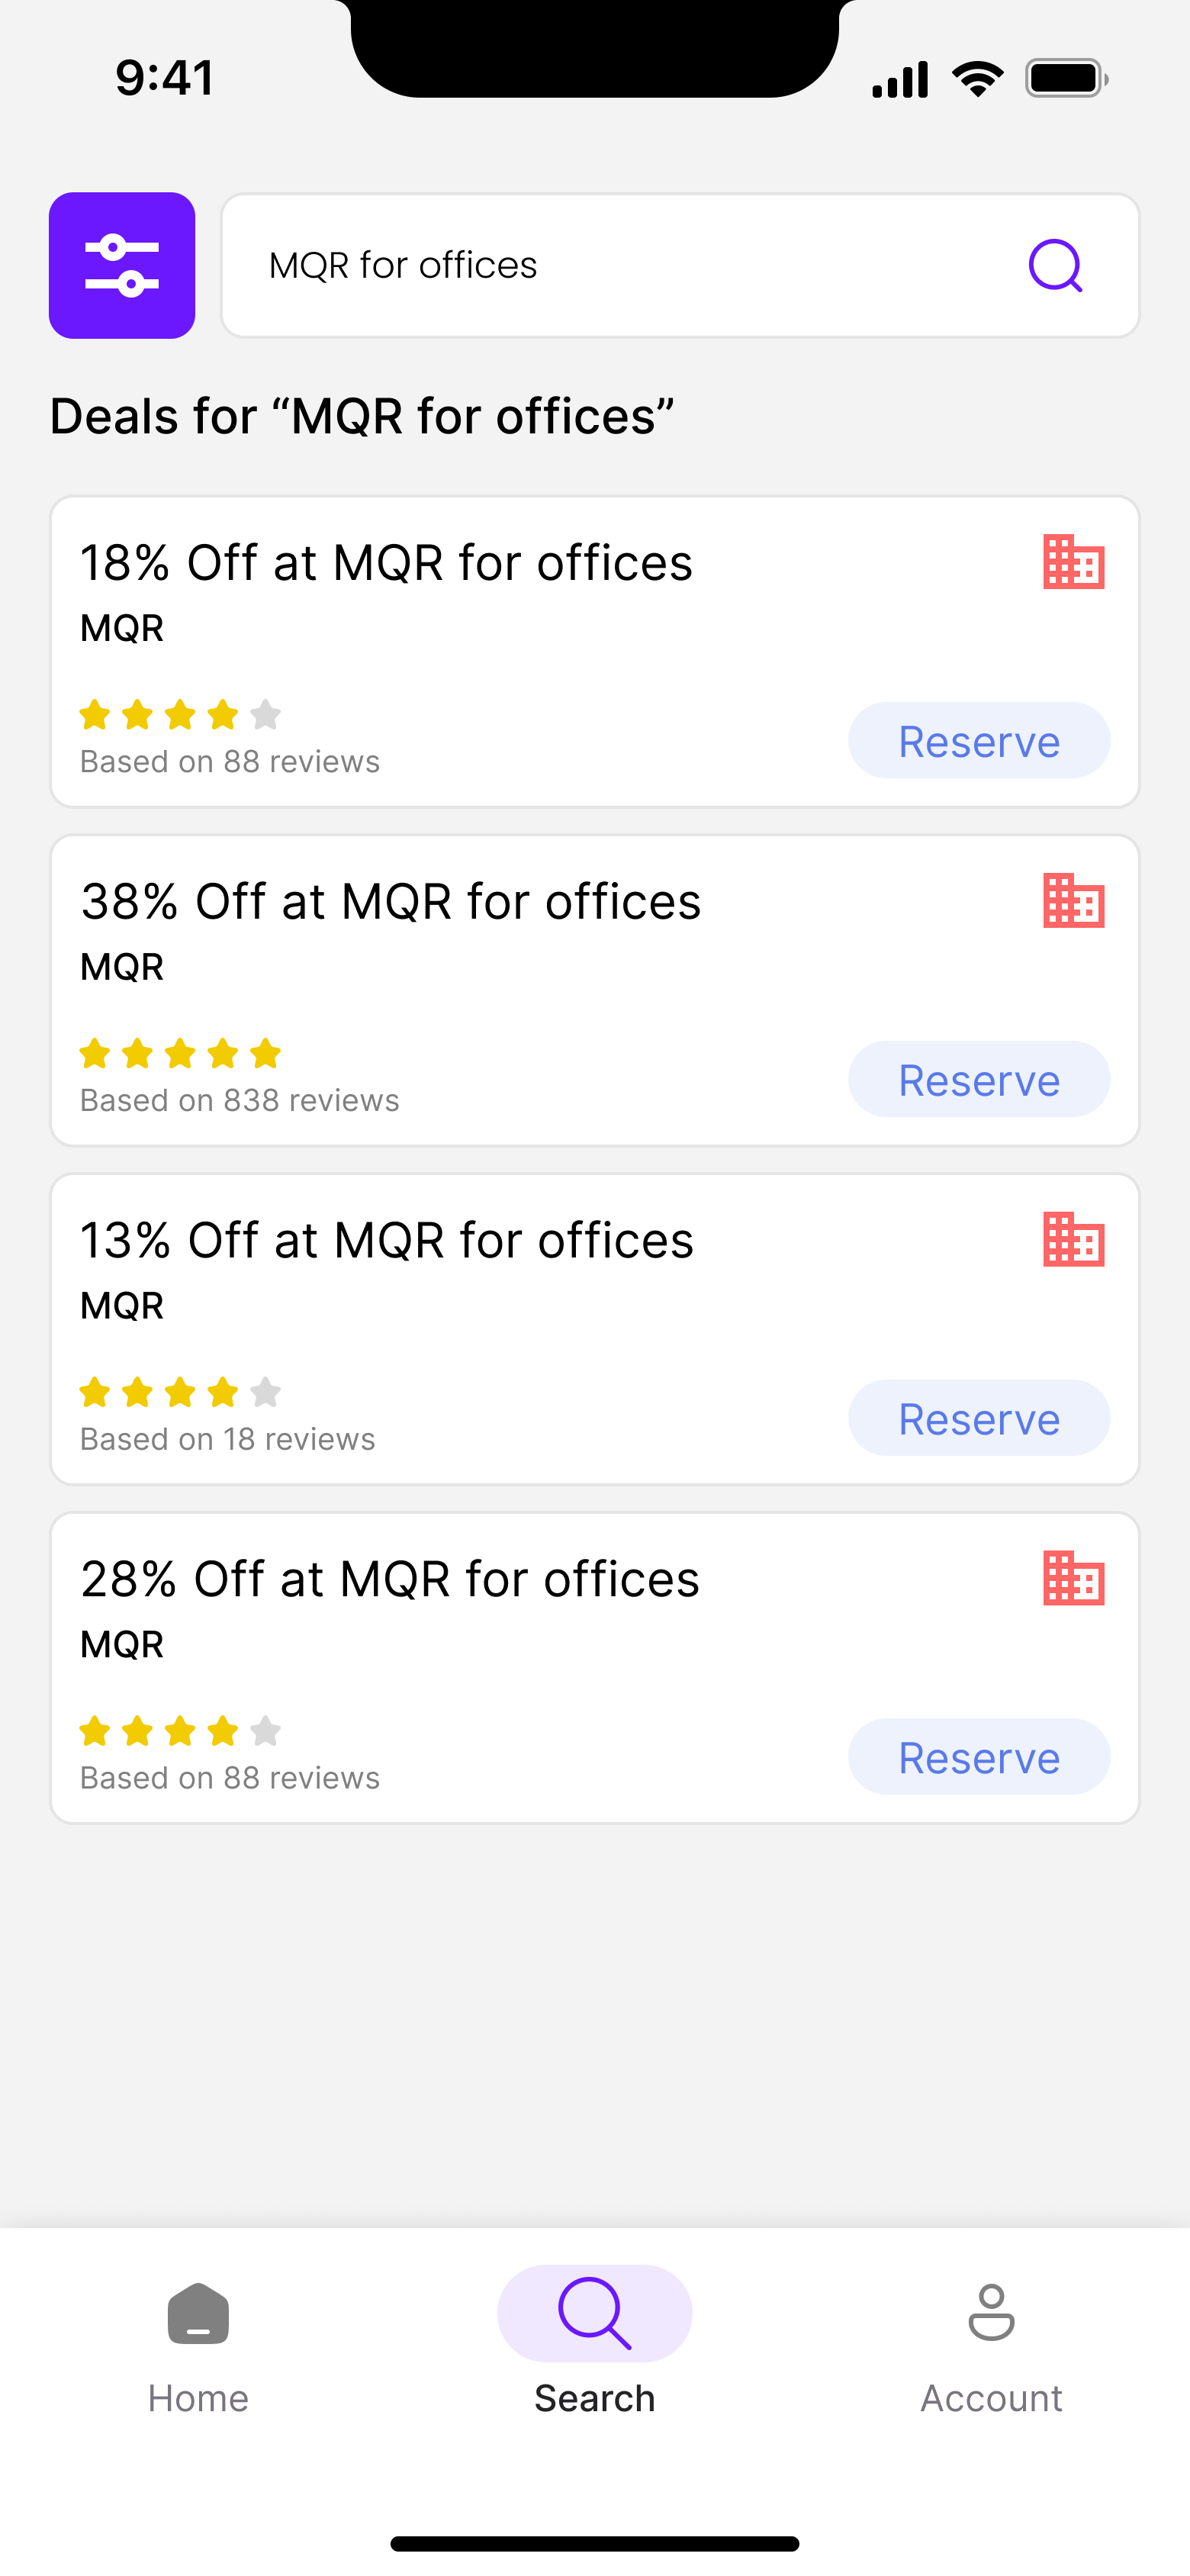 9:41
MQR for offices
Deals for “MQR for offices”
18% Off at MQR for offices
MQR
Based on 88 reviews
Reserve
38% Off at MQR for offices
MQR
Based on 838 reviews
Reserve
13% Off at MQR for offices
MQR
Based on 18 reviews
Reserve
28% Off at MQR for offices
MQR
Based on 88 reviews
Reserve
Home
Search
Account